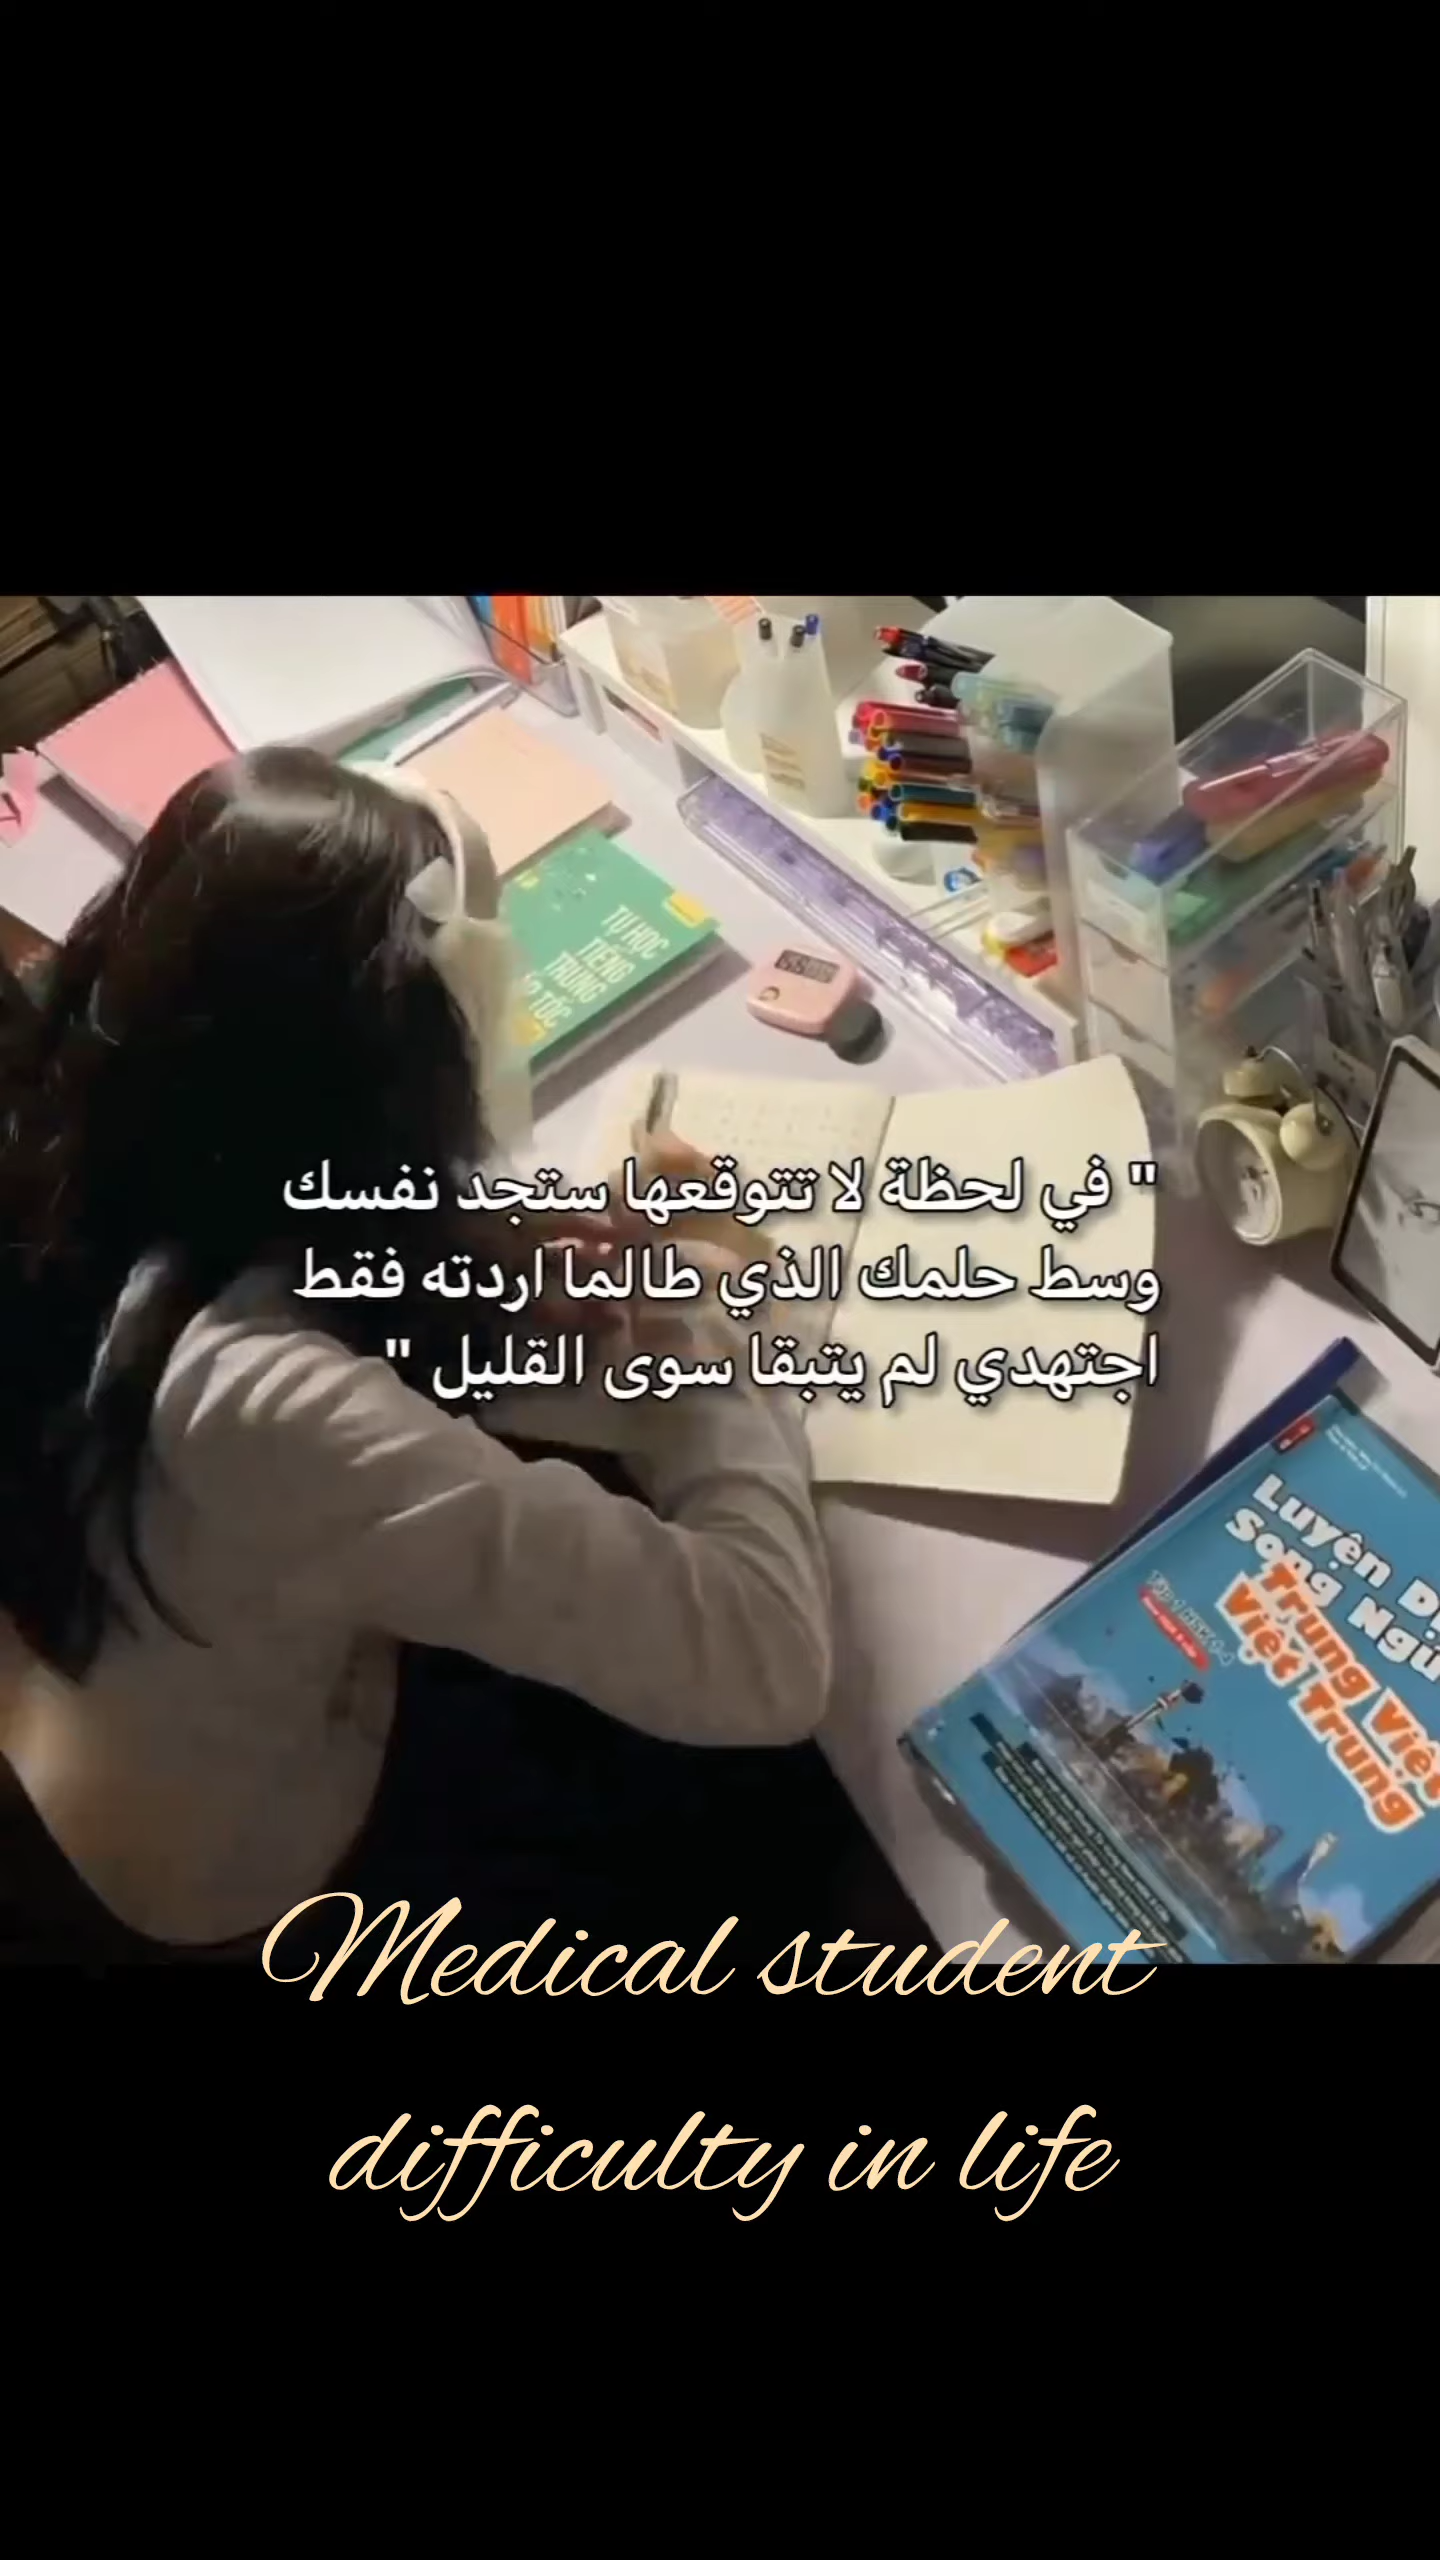 TỰ HỌC
TIẾNG
TRUNG
TỐC
" في لحظة لا تتوقعها ستجد نفسك
وسط حلمك الذي طالما اردته فقط
اجتهدي لم يتبقا سوى القليل "
Luyện
Song Ngữ
Trung Việt
Việt Trung
Medical student
difficulty in life